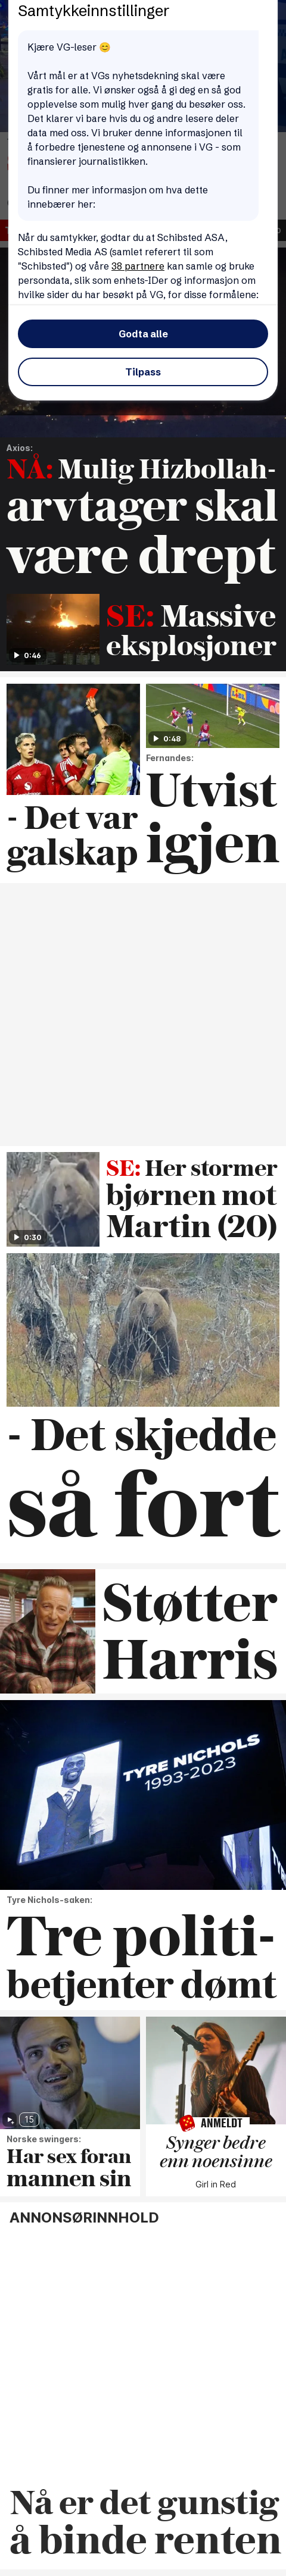 Samtykkeinnstillinger
Kjære VG-leser 😊
Vårt mål er at VGs nyhetsdekning skal være
gratis for alle. Vi ønsker også å gi deg en så god
opplevelse som mulig hver gang du besøker oss.
Det klarer vi bare hvis du og andre lesere deler
data med oss. Vi bruker denne informasjonen til
å forbedre tjenestene og annonsene i VG - som
finansierer journalistikken.
Du finner mer informasjon om hva dette
innebærer her:
Når du samtykker, godtar du at Schibsted ASA,
Schibsted Media AS (samlet referert til som
"Schibsted") og våre 38 partnere kan samle og bruke
persondata, slik som enhets-IDer og informasjon om
hvilke sider du har besøkt på VG, for disse formålene:
Godta alle
Tilpass
Axios:
NÅ: Mulig Hizbollah-
arvtager skal
være drept
0:46
SE: Massive
eksplosjoner
- Det var
galskap
0:48
Fernandes:
Utvist
igjen
0:30
SE: Her stormer
bjørnen mot
Martin (20)
- Det skjedde
så fort
Støtter
Harris
TYRE NICHOLS
1993-2023
Tyre Nichols-saken:
Tre politi-
betjenter dømt
15
Norske swingers:
Har sex foran
mannen sin
ANMELDT
Synger bedre
enn noensinne
Girl in Red
ANNONSØRINNHOLD
Nå er det gunstig
å binde renten